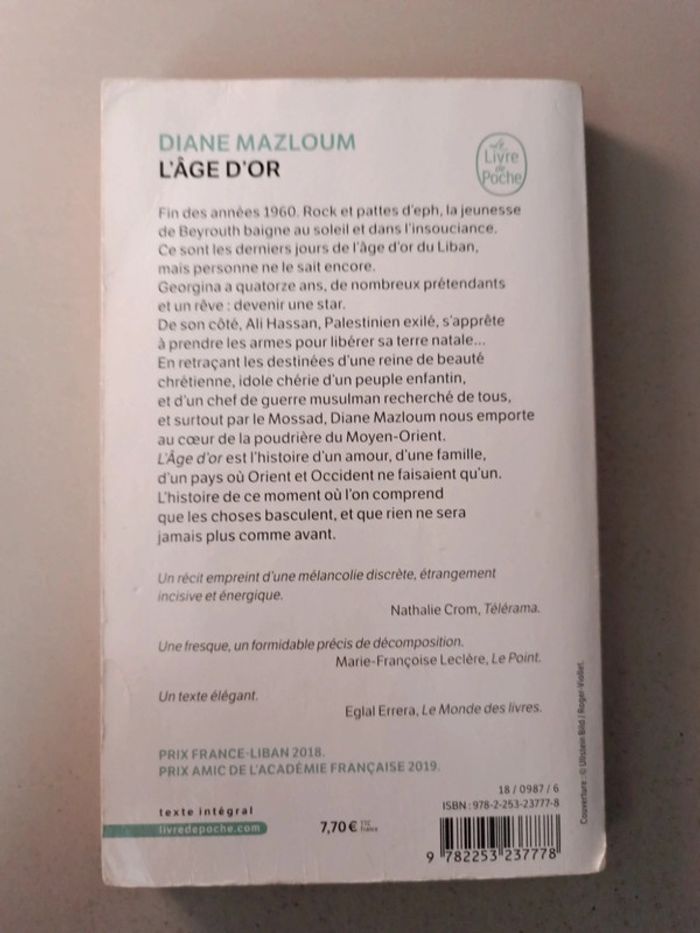 DIANE MAZLOUM
L'ÂGE D'OR
Le
Livre
de
Poche
Fin des années 1960. Rock et pattes d'eph, la jeunesse
de Beyrouth baigne au soleil et dans l'insouciance.
Ce sont les derniers jours de l'âge d'or du Liban,
mais personne ne le sait encore.
Georgina a quatorze ans, de nombreux prétendants
et un rêve : devenir une star.
De son côté, Ali Hassan, Palestinien exilé, s'apprête
à prendre les armes pour libérer sa terre natale...
En retraçant les destinées d'une reine de beauté
chrétienne, idole chérie d'un peuple enfantin,
et d'un chef de guerre musulman recherché de tous,
et surtout par le Mossad, Diane Mazloum nous emporte
au cœur de la poudrière du Moyen-Orient.
L'Âge d'or est l'histoire d'un amour, d'une famille,
d'un pays où Orient et Occident ne faisaient qu'un.
L'histoire de ce moment où l'on comprend
que les choses basculent, et que rien ne sera
jamais plus comme avant.
Un récit empreint d'une mélancolie discrète, étrangement
incisive et énergique.
Nathalie Crom, Télérama.
Une fresque, un formidable précis de décomposition.
Marie-Françoise Leclère, Le Point.
Un texte élégant.
Eglal Errera, Le Monde des livres.
PRIX FRANCE-LIBAN 2018.
PRIX AMIC DE L'ACADÉMIE FRANÇAISE 2019.
texte intégral
livredepoche.com
7,70 € TTC
France
18 / 0987 / 6
ISBN : 978-2-253-23777-8
9 782253 237778
Couverture : © Ullstein Bild / Roger-Viollet.